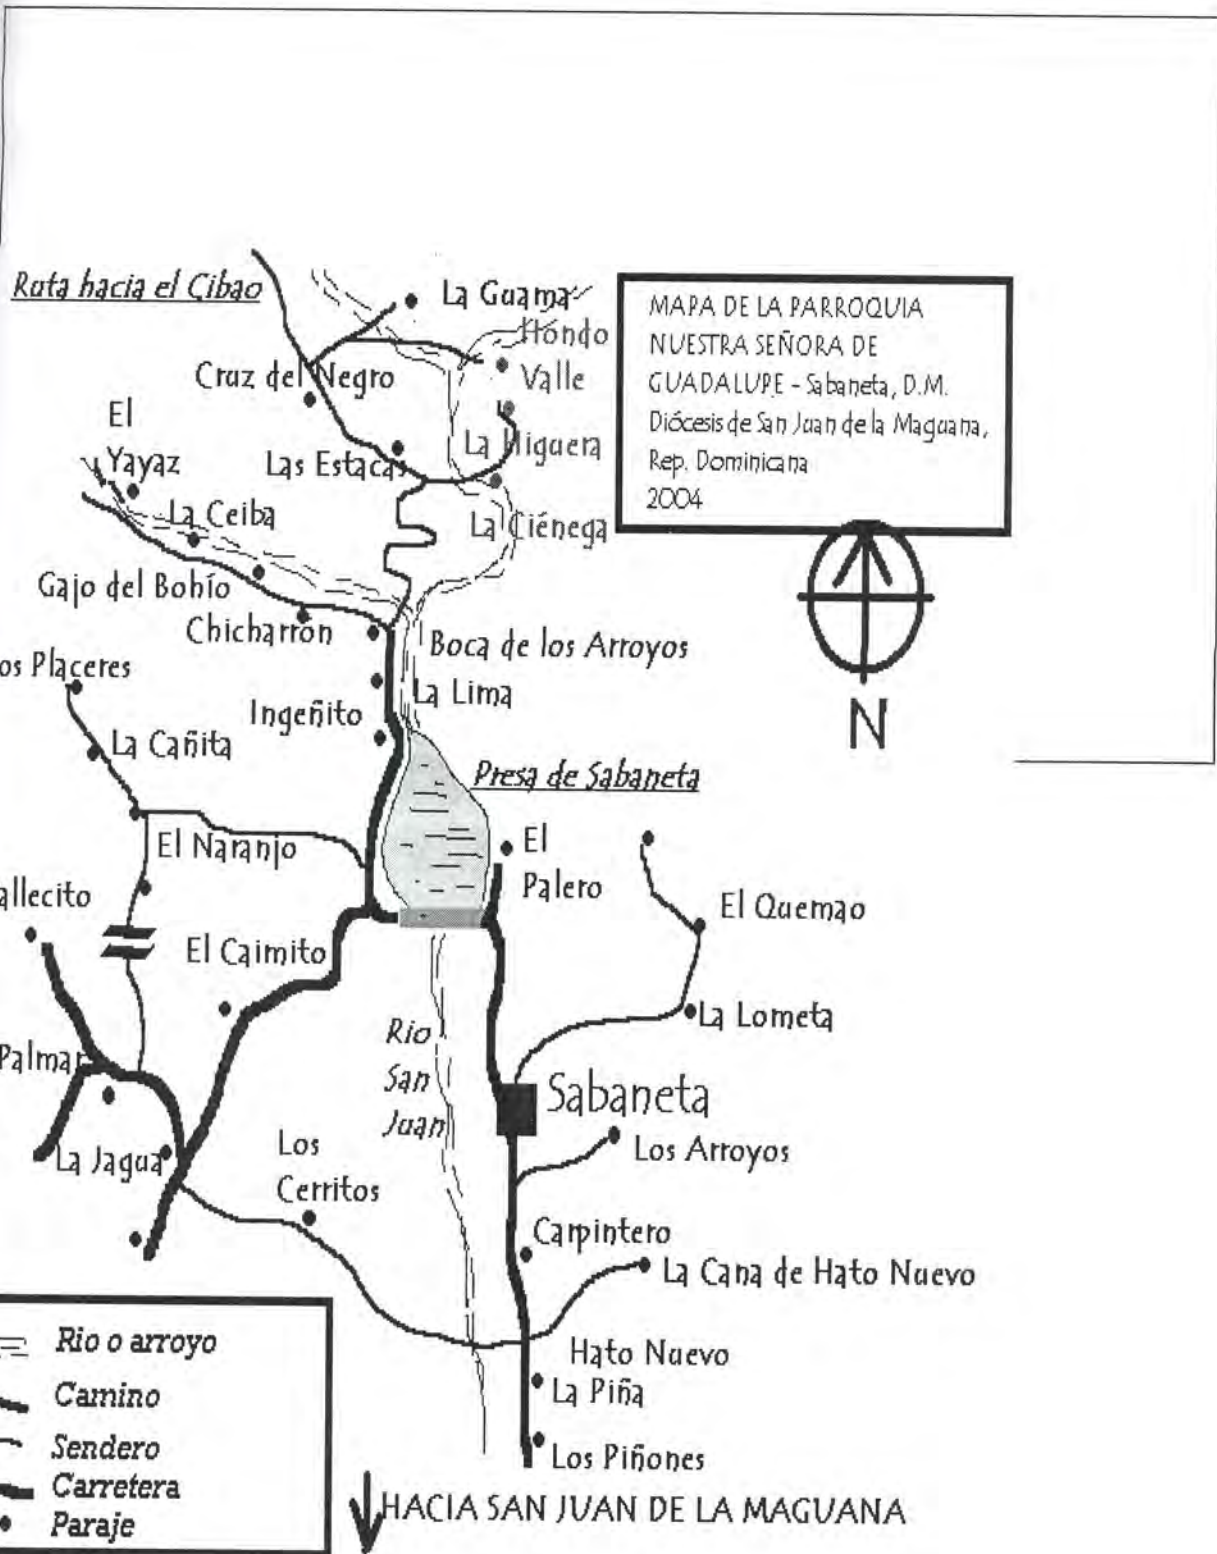 Ruta hacia el Cibao
La Guama
Hondo
Valle
Cruz del Negro
MAPA DE LA PARROQUIA
NUESTRA SEÑORA DE
GUADALUPE - Sabaneta, D.M.
Diócesis de San Juan de la Maguana,
Rep. Dominicana
2004
El
Yayaz
Las Estacas
La Higuera
La Ceiba
La Ciénega
Gajo del Bohío
Chicharron
Boca de los Arroyos
os Placeres
La Lima
Ingeñito
N
La Cañita
Presa de Sabaneta
El Naranjo
El
Palero
allecito
El Quemao
El Caimito
La Lometa
Rio
San
Juan
Palmar
Sabaneta
La Jagua
Los
Cerritos
Los Arroyos
Carpintero
La Cana de Hato Nuevo
Hato Nuevo
La Piña
Los Piñones
Rio o arroyo
Camino
Sendero
Carretera
Paraje
HACIA SAN JUAN DE LA MAGUANA